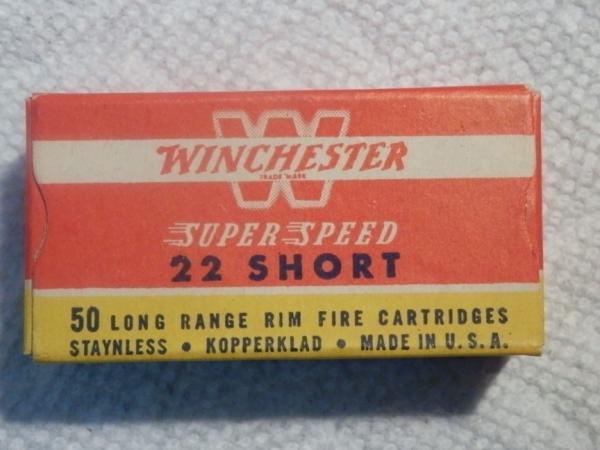 W
WINCHESTER
TRADE MARK
SUPER SPEED
22 SHORT
50 LONG RANGE RIM FIRE CARTRIDGES
STAYNLESS • KOPPERKLAD • MADE IN U.S.A.